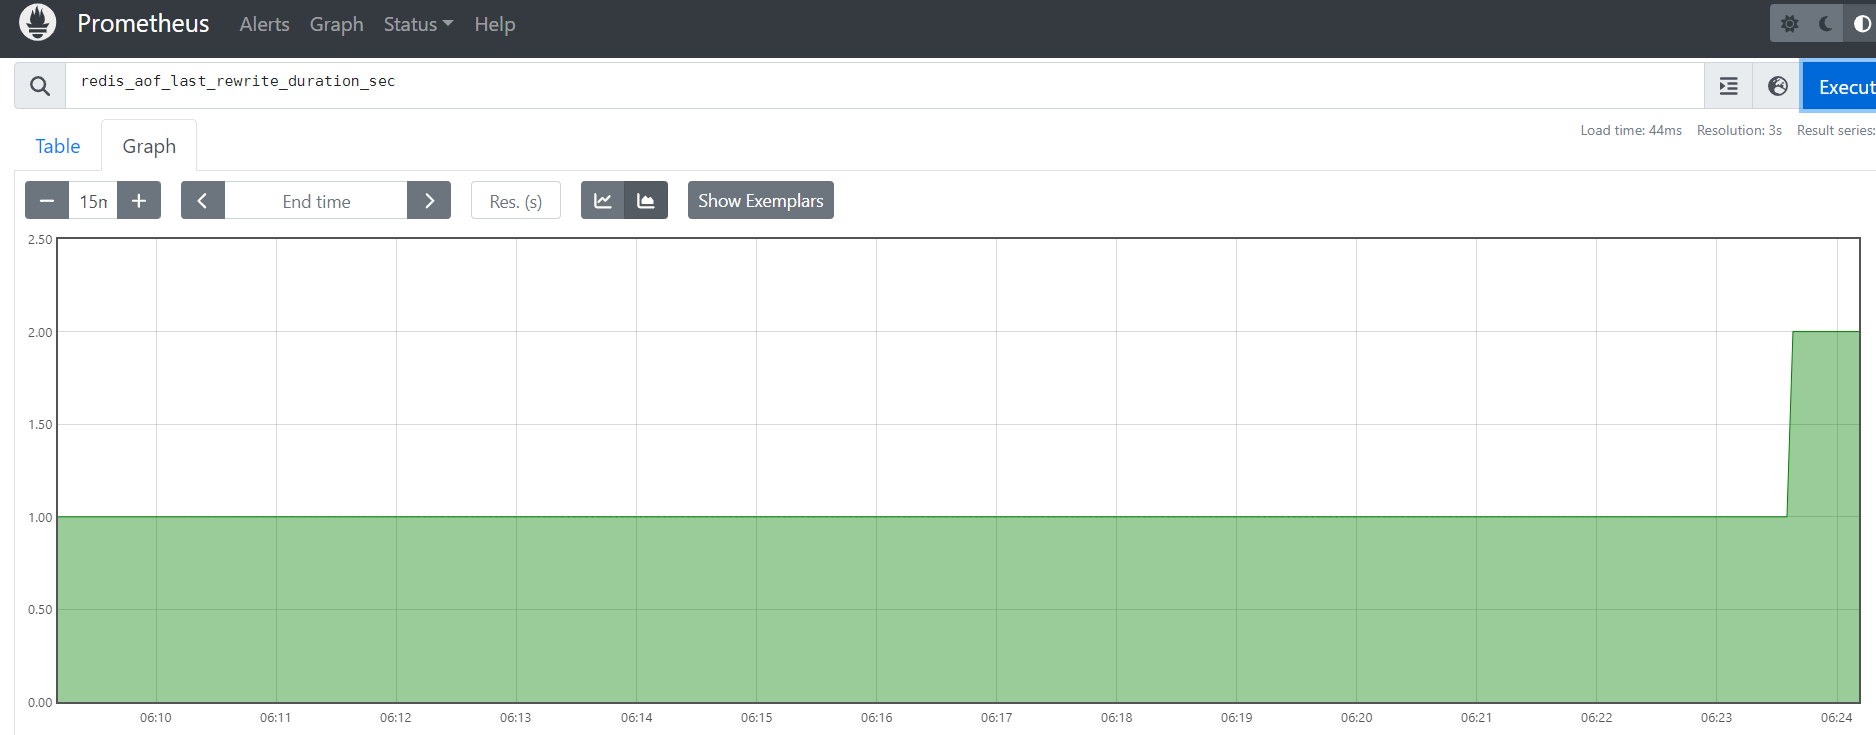 Prometheus Alerts Graph Status Help
redis_aof_last_rewrite_duration_sec
Execut
Load time: 44ms Resolution: 3s Result series:
Table Graph
15m End time Res. (s) Show Exemplars
2.50
2.00
1.50
1.00
0.50
0.00
06:10 06:11 06:12 06:13 06:14 06:15 06:16 06:17 06:18 06:19 06:20 06:21 06:22 06:23 06:24